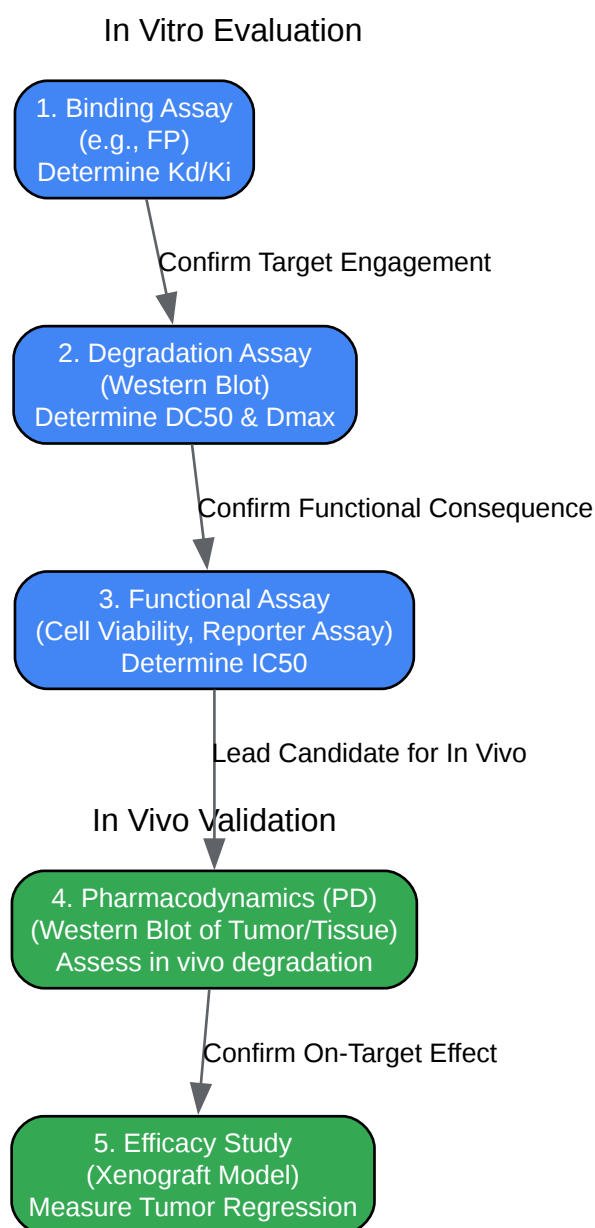 In Vitro Evaluation
1. Binding Assay
(e.g., FP)
Determine Kd/Ki
Confirm Target Engagement
2. Degradation Assay
(Western Blot)
Determine DC50 & Dmax
Confirm Functional Consequence
3. Functional Assay
(Cell Viability, Reporter Assay)
Determine IC50
Lead Candidate for In Vivo
In Vivo Validation
4. Pharmacodynamics (PD)
(Western Blot of Tumor/Tissue)
Assess in vivo degradation
Confirm On-Target Effect
5. Efficacy Study
(Xenograft Model)
Measure Tumor Regression